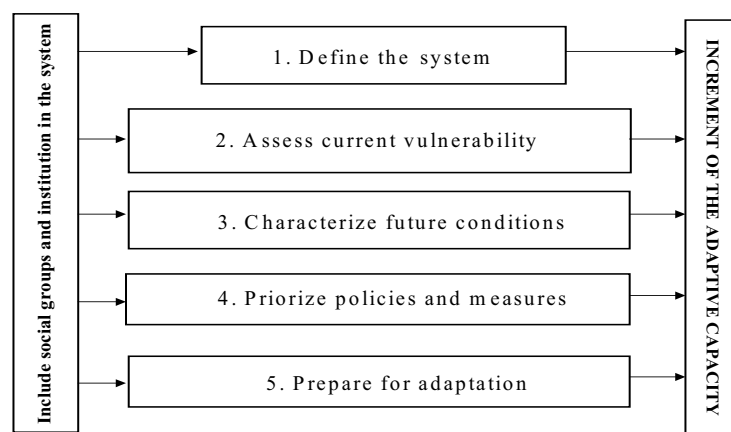 Include social groups and institution in the system
1. Define the system
2. Assess current vulnerability
3. Characterize future conditions
4. Priorize policies and measures
5. Prepare for adaptation
INCREMENT OF THE ADAPTIVE CAPACITY